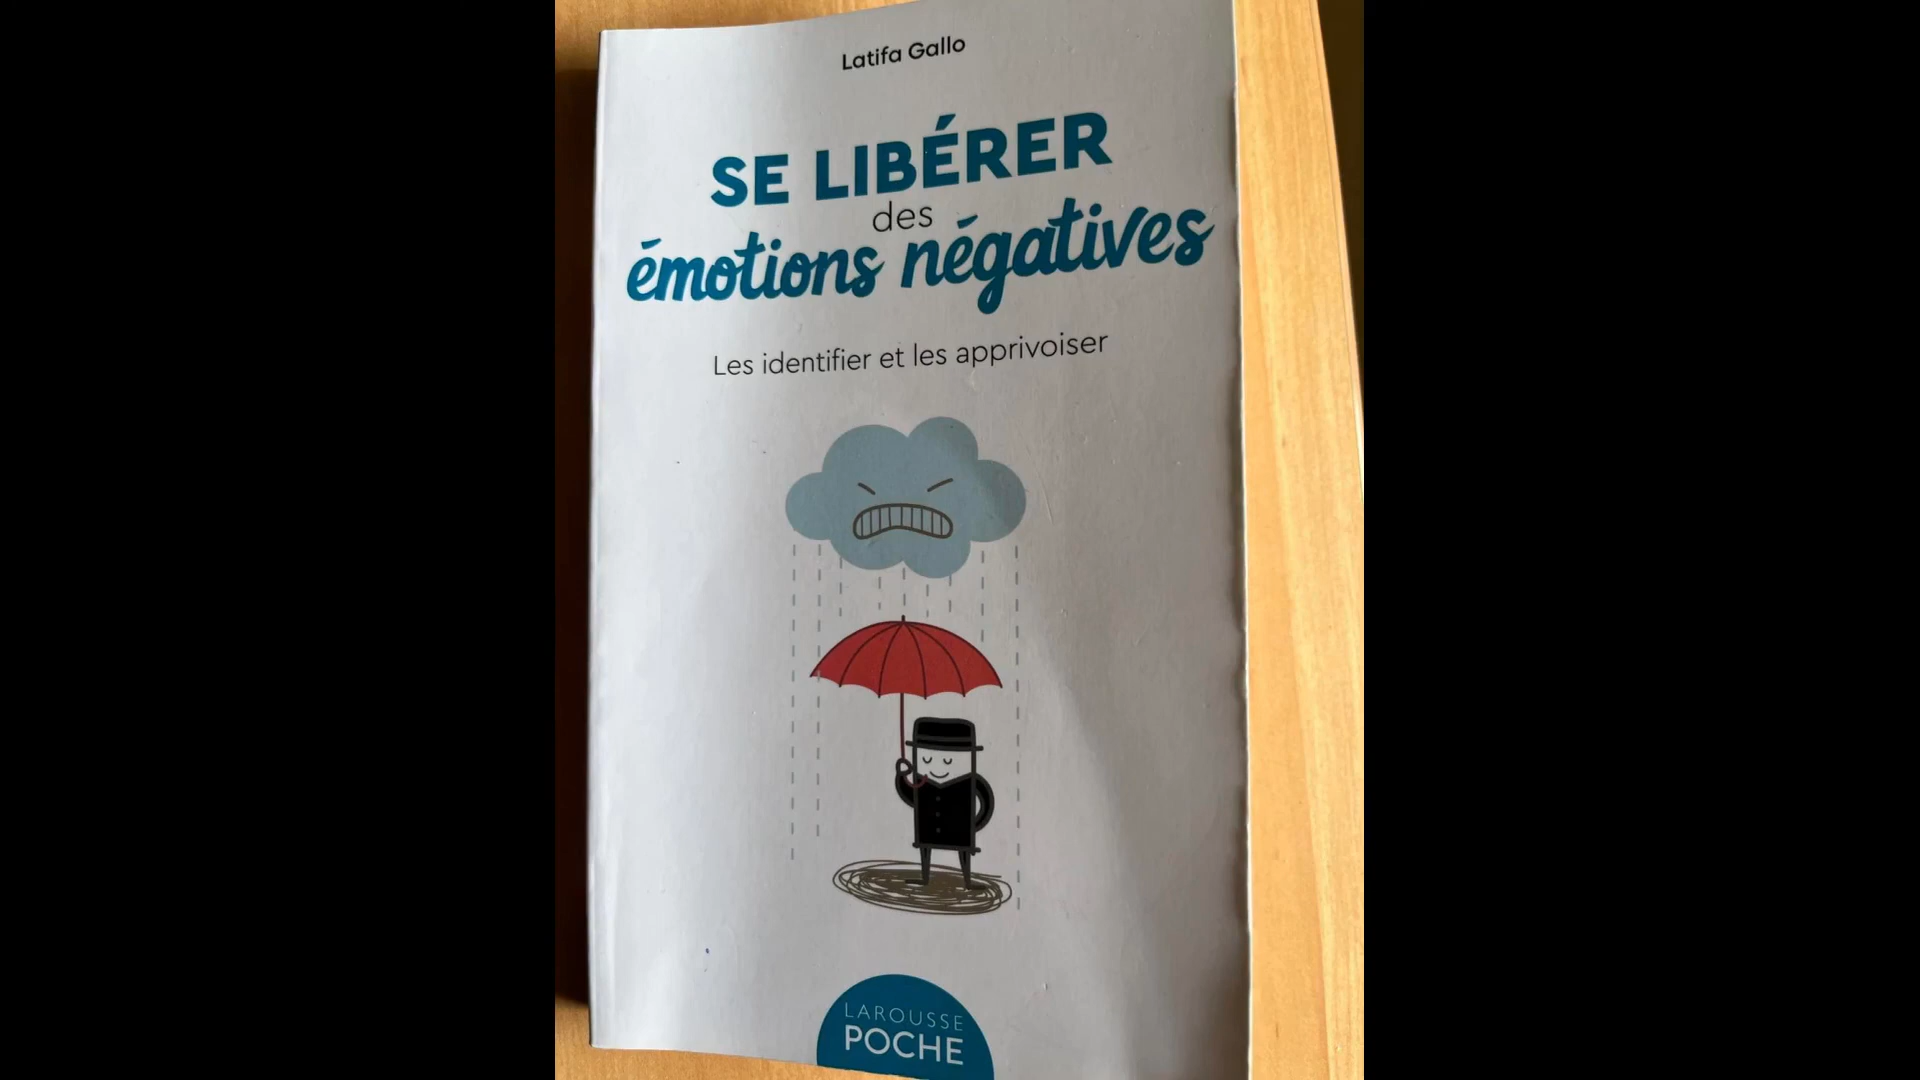 Latifa Gallo
SE LIBÉRER
des
émotions négatives
Les identifier et les apprivoiser
LAROUSSE
POCHE